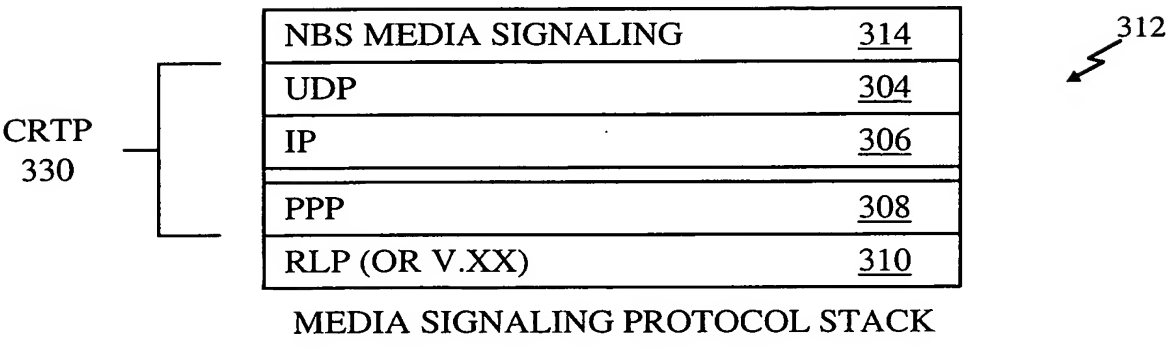 NBS MEDIA SIGNALING 314
312
UDP 304
CRTP
330
IP 306
PPP 308
RLP (OR V.XX) 310
MEDIA SIGNALING PROTOCOL STACK